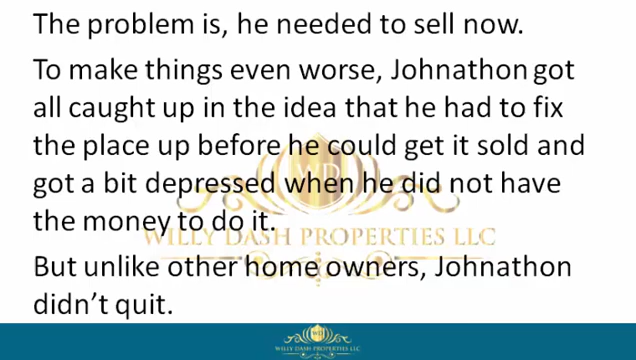 The problem is, he needed to sell now.
To make things even worse, Johnathon got
all caught up in the idea that he had to fix
the place up before he could get it sold and
got a bit depressed when he did not have
the money to do it.
WILLY DASH PROPERTIES LLC
But unlike other home owners, Johnathon
didn’t quit.
WILLY DASH PROPERTIES LLC